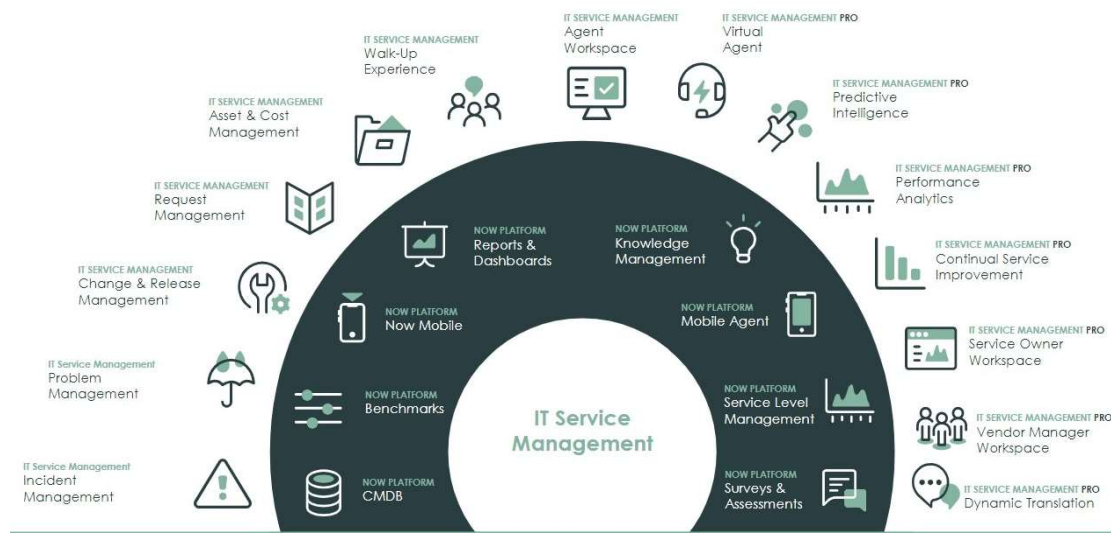 IT SERVICE MANAGEMENT
Agent
Workspace
IT SERVICE MANAGEMENT PRO
Virtual
Agent
IT SERVICE MANAGEMENT
Walk-Up
Experience
IT SERVICE MANAGEMENT PRO
Predictive
Intelligence
IT SERVICE MANAGEMENT
Asset & Cost
Management
IT SERVICE MANAGEMENT PRO
Performance
Analytics
IT SERVICE MANAGEMENT
Request
Management
NOW PLATFORM
Reports &
Dashboards
NOW PLATFORM
Knowledge
Management
IT SERVICE MANAGEMENT PRO
Continual Service
Improvement
IT SERVICE MANAGEMENT
Change & Release
Management
NOW PLATFORM
Now Mobile
NOW PLATFORM
Mobile Agent
IT SERVICE MANAGEMENT PRO
Service Owner
Workspace
IT Service Management
Problem
Management
NOW PLATFORM
Benchmarks
NOW PLATFORM
Service Level
Management
IT Service
Management
IT SERVICE MANAGEMENT PRO
Vendor Manager
Workspace
IT Service Management
Incident
Management
NOW PLATFORM
CMDB
NOW PLATFORM
Surveys &
Assessments
IT SERVICE MANAGEMENT PRO
Dynamic Translation